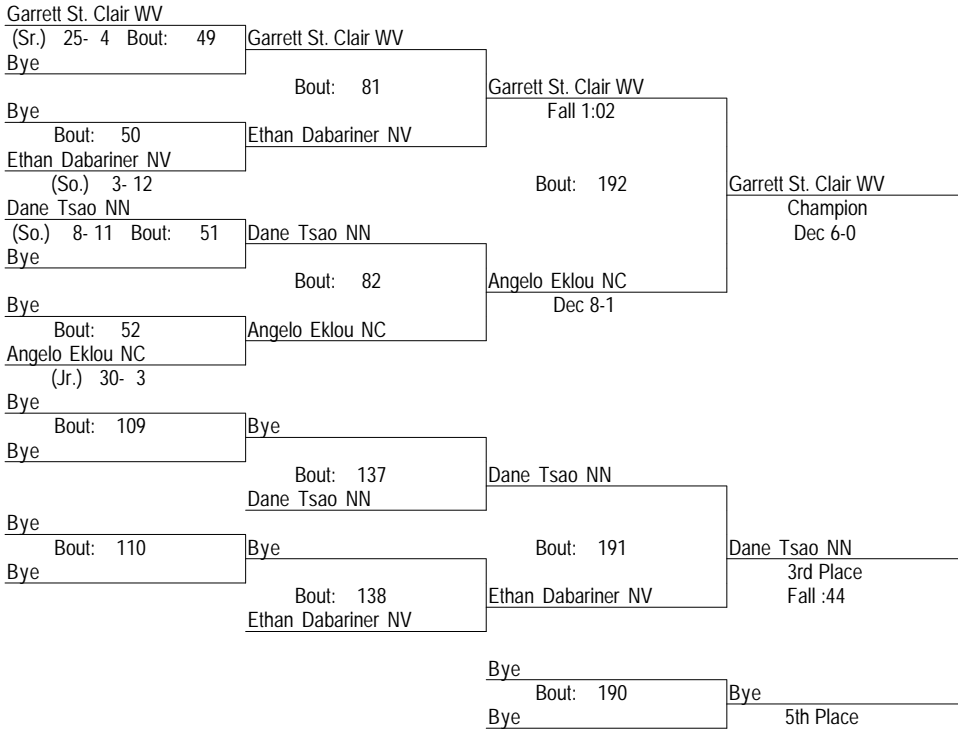 Garrett St. Clair WV
(Sr.) 25- 4 Bout: 49 Garrett St. Clair WV
Bye
Bout: 81 Garrett St. Clair WV
Bye Fall 1:02
Bout: 50 Ethan Dabariner NV
Ethan Dabariner NV
(So.) 3- 12 Bout: 192 Garrett St. Clair WV
Dane Tsao NN Champion
(So.) 8- 11 Bout: 51 Dane Tsao NN Dec 6-0
Bye
Bout: 82 Angelo Eklou NC
Bye Dec 8-1
Bout: 52 Angelo Eklou NC
Angelo Eklou NC
(Jr.) 30- 3
Bye
Bout: 109 Bye
Bye
Bout: 137 Dane Tsao NN
Dane Tsao NN
Bye
Bout: 110 Bye Bout: 191 Dane Tsao NN
Bye 3rd Place
Bout: 138 Ethan Dabariner NV Fall :44
Ethan Dabariner NV
Bye
Bout: 190 Bye
Bye 5th Place